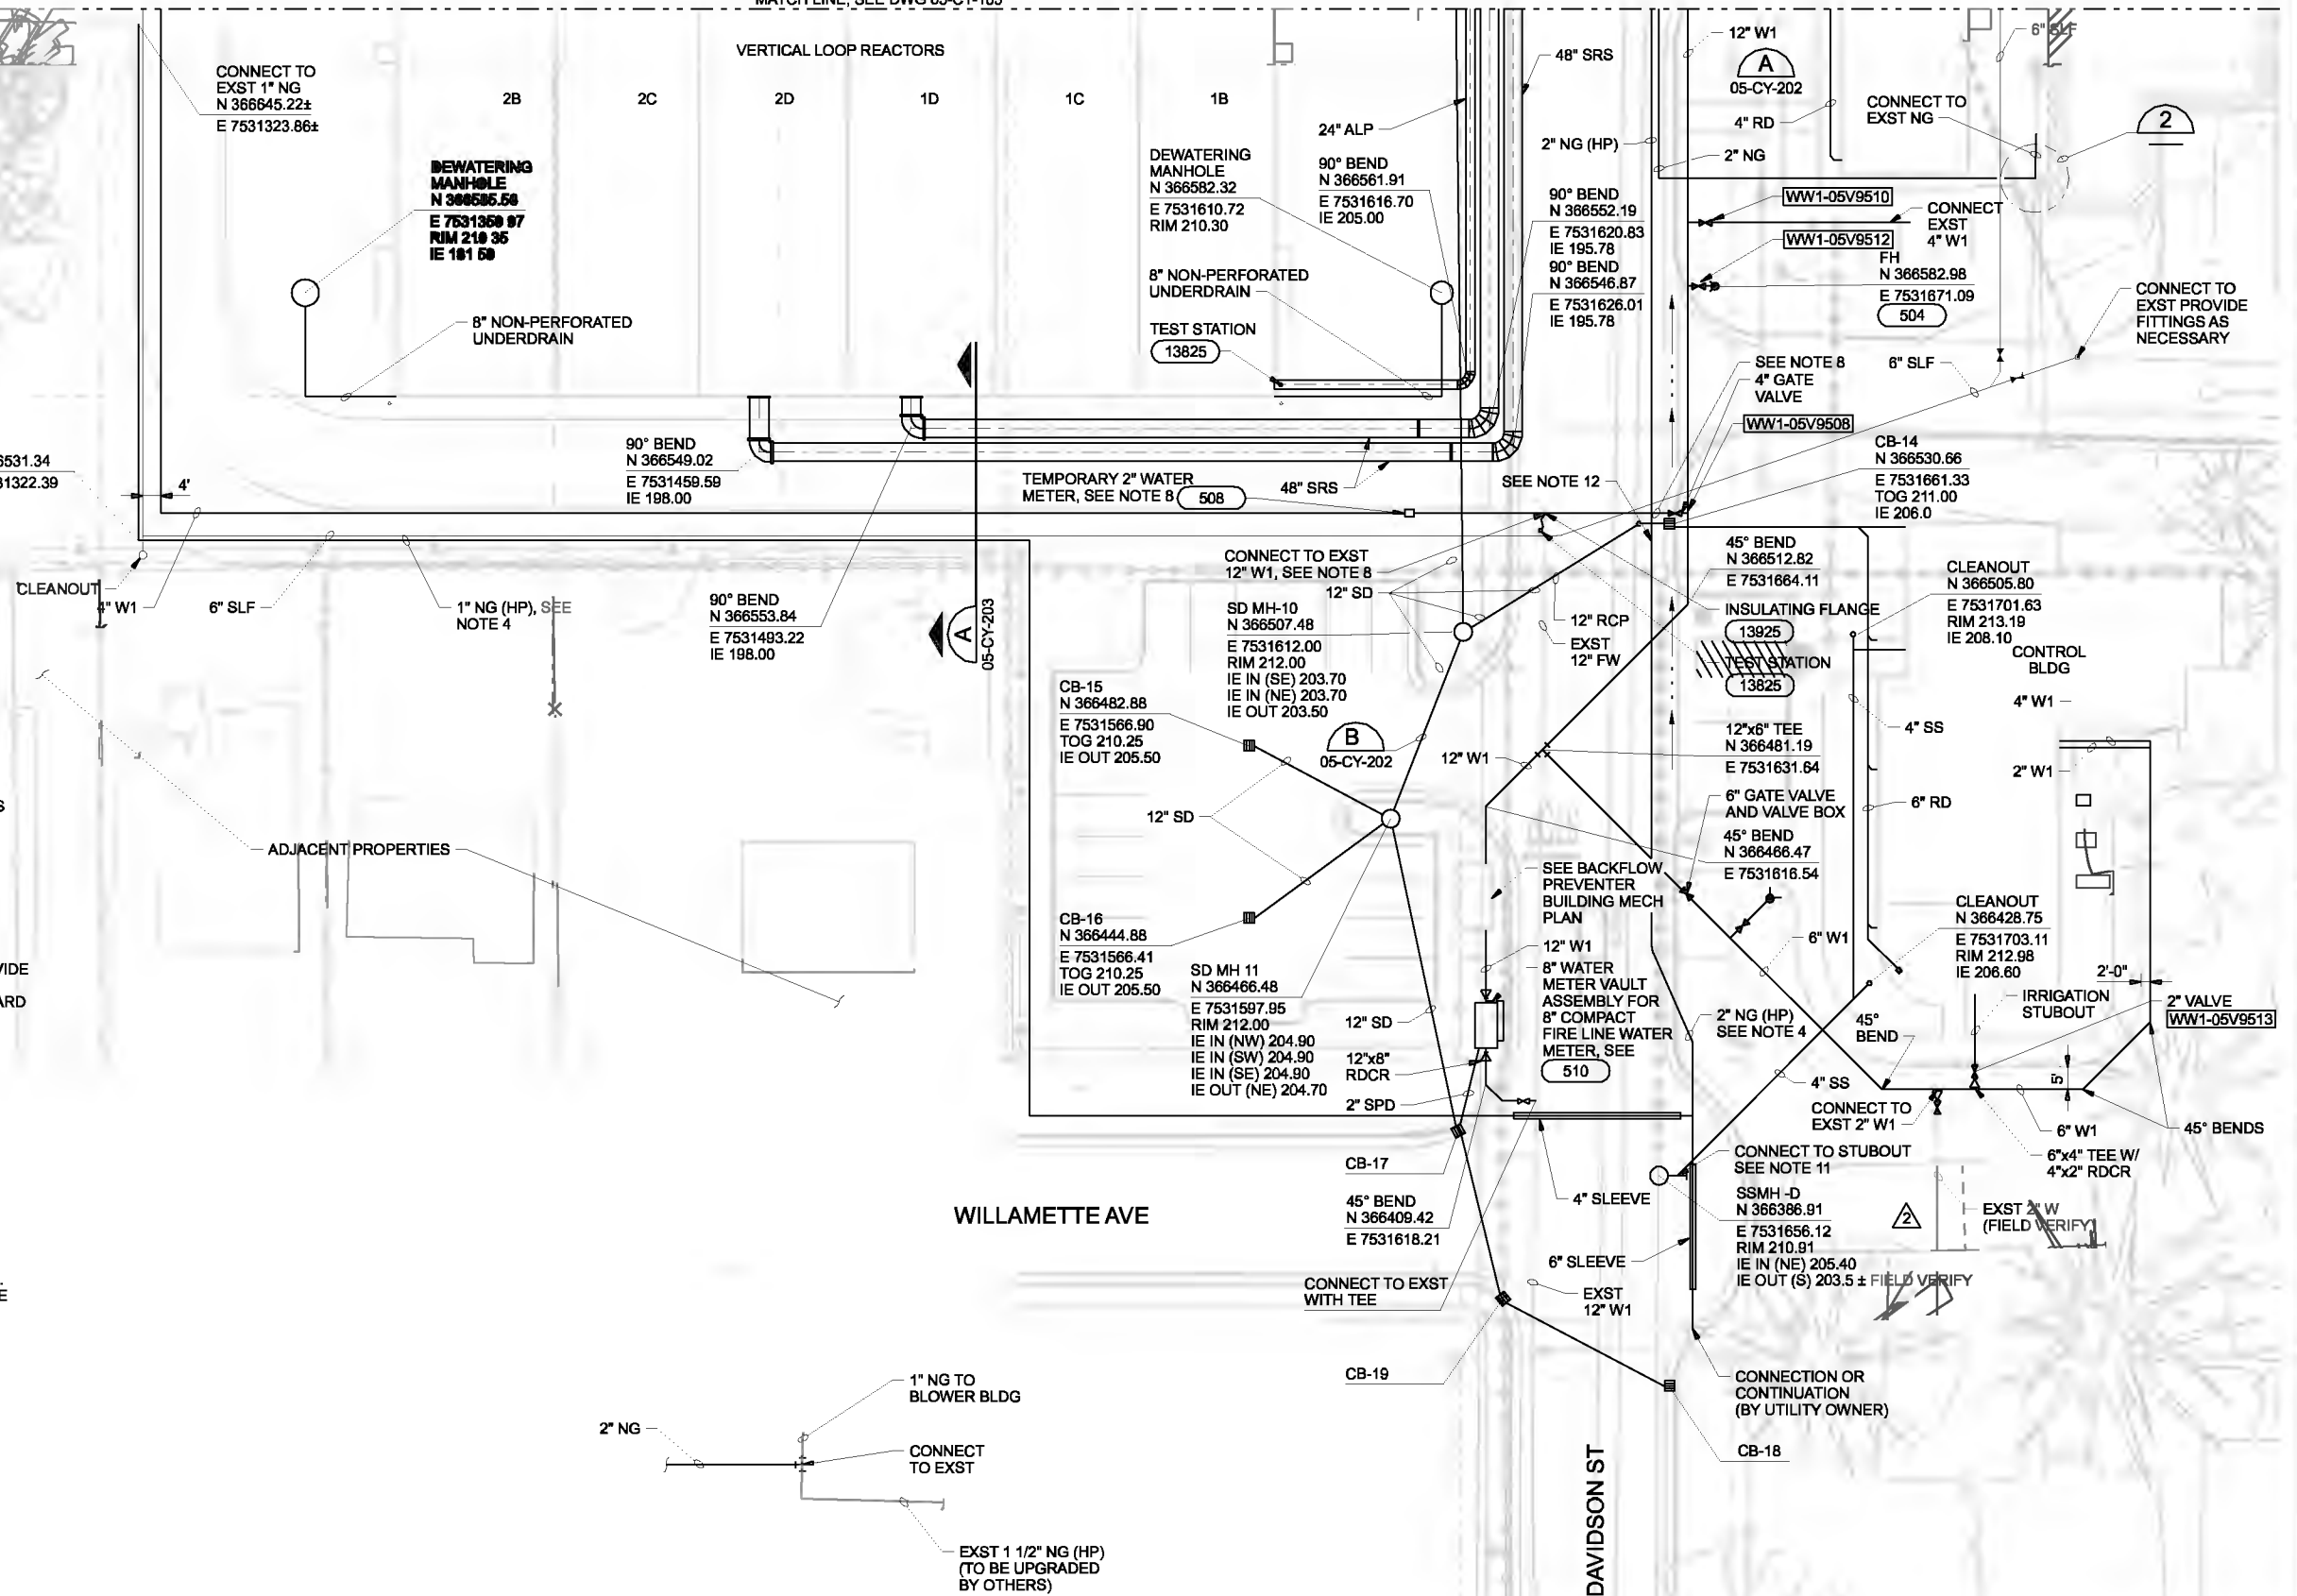 MATCH LINE, SEE DWG 05-CY-103
VERTICAL LOOP REACTORS
CONNECT TO
EXST 1" NG
N 366645.22±
E 7531323.86±
2B
2C
2D
1D
1C
1B
DEWATERING
MANHOLE
RIM
IE
8" NON-PERFORATED
UNDERDRAIN
24" ALP
DEWATERING
MANHOLE
N 366582.32
E 7531610.72
RIM 210.30
90° BEND
N 366561.91
E 7531616.70
IE 205.00
8" NON-PERFORATED
UNDERDRAIN
TEST STATION
13825
48" SRS
90° BEND
N 366552.19
E 7531620.83
IE 195.78
90° BEND
N 366546.87
E 7531626.01
IE 195.78
2" NG (HP)
12" W1
A
05-CY-202
4" RD
2" NG
CONNECT TO
EXST NG
6" SLF
2
WW1-05V9510
CONNECT
EXST
4" W1
WW1-05V9512
FH
N 366582.98
E 7531671.09
504
CONNECT TO
EXST PROVIDE
FITTINGS AS
NECESSARY
SEE NOTE 8
4" GATE
VALVE
6" SLF
WW1-05V9508
CB-14
N 366530.66
E 7531661.33
TOG 211.00
IE 206.0
6531.34
31322.39
4'
90° BEND
N 366549.02
E 7531459.59
IE 198.00
TEMPORARY 2" WATER
METER, SEE NOTE 8
508
48" SRS
SEE NOTE 12
CLEANOUT
4" W1
6" SLF
1" NG (HP), SEE
NOTE 4
90° BEND
N 366553.84
E 7531493.22
IE 198.00
A
05-CY-203
CONNECT TO EXST
12" W1, SEE NOTE 8
12" SD
SD MH-10
N 366507.48
E 7531612.00
RIM 212.00
IE IN (SE) 203.70
IE IN (NE) 203.70
IE OUT 203.50
12" RCP
EXST
12" FW
45° BEND
N 366512.82
E 7531664.11
INSULATING FLANGE
13925
TEST STATION
13825
CLEANOUT
N 366505.80
E 7531701.63
RIM 213.19
IE 208.10
CONTROL
BLDG
4" W1
4" SS
2" W1
CB-15
N 366482.88
E 7531566.90
TOG 210.25
IE OUT 205.50
B
05-CY-202
12" W1
12"x6" TEE
N 366481.19
E 7531631.64
6" GATE VALVE
AND VALVE BOX
45° BEND
N 366466.47
E 7531616.54
6" RD
12" SD
ADJACENT PROPERTIES
SEE BACKFLOW
PREVENTER
BUILDING MECH
PLAN
CB-16
N 366444.88
E 7531566.41
TOG 210.25
IE OUT 205.50
SD MH 11
N 366466.48
E 7531597.95
RIM 212.00
IE IN (NW) 204.90
IE IN (SW) 204.90
IE IN (SE) 204.90
IE OUT (NE) 204.70
12" W1
8" WATER
METER VAULT
ASSEMBLY FOR
8" COMPACT
FIRE LINE WATER
METER, SEE
510
6" W1
CLEANOUT
N 366428.75
E 7531703.11
RIM 212.98
IE 206.60
2'-0"
IRRIGATION
STUBOUT
2" VALVE
WW1-05V9513
12" SD
12"x8"
RDCR
2" SPD
2" NG (HP)
SEE NOTE 4
45°
BEND
4" SS
5'
CONNECT TO
EXST 2" W1
6" W1
45° BENDS
6"x4" TEE W/
4"x2" RDCR
CB-17
CONNECT TO STUBOUT
SEE NOTE 11
4" SLEEVE
45° BEND
N 366409.42
E 7531618.21
SSMH -D
N 366386.91
E 7531656.12
RIM 210.91
IE IN (NE) 205.40
IE OUT (S) 203.5 ± FIELD VERIFY
2
EXST 2" W
(FIELD VERIFY)
WILLAMETTE AVE
6" SLEEVE
CONNECT TO EXST
WITH TEE
EXST
12" W1
CB-19
CONNECTION OR
CONTINUATION
(BY UTILITY OWNER)
CB-18
DAVIDSON ST
1" NG TO
BLOWER BLDG
2" NG
CONNECT
TO EXST
EXST 1 1/2" NG (HP)
(TO BE UPGRADED
BY OTHERS)